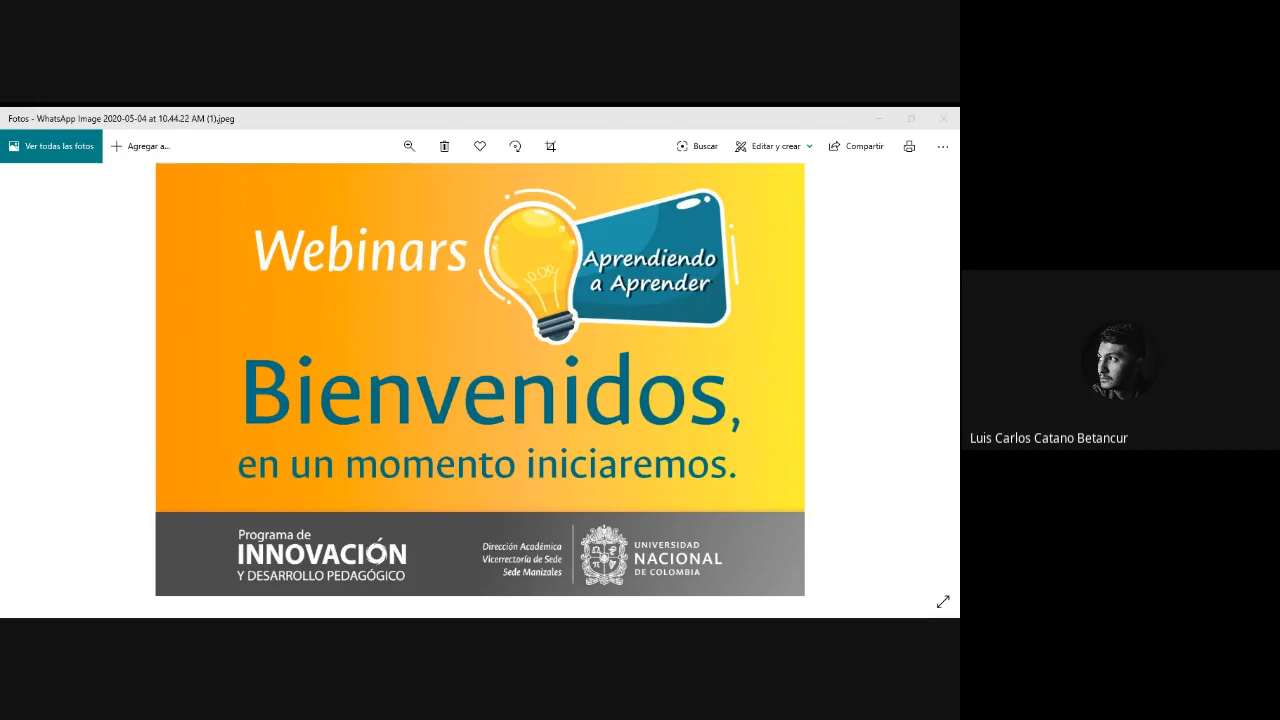 Fotos - WhatsApp Image 2020-05-04 at 10.44.22 AM (1).jpeg
Ver todas las fotos
Agregar a...
Buscar
Editar y crear
Compartir
Webinars
Aprendiendo
a Aprender
Bienvenidos,
en un momento iniciaremos.
Programa de
INNOVACIÓN
Y DESARROLLO PEDAGÓGICO
Dirección Académica
Vicerrectoría de Sede
Sede Manizales
UNIVERSIDAD
NACIONAL
DE COLOMBIA
Luis Carlos Catano Betancur